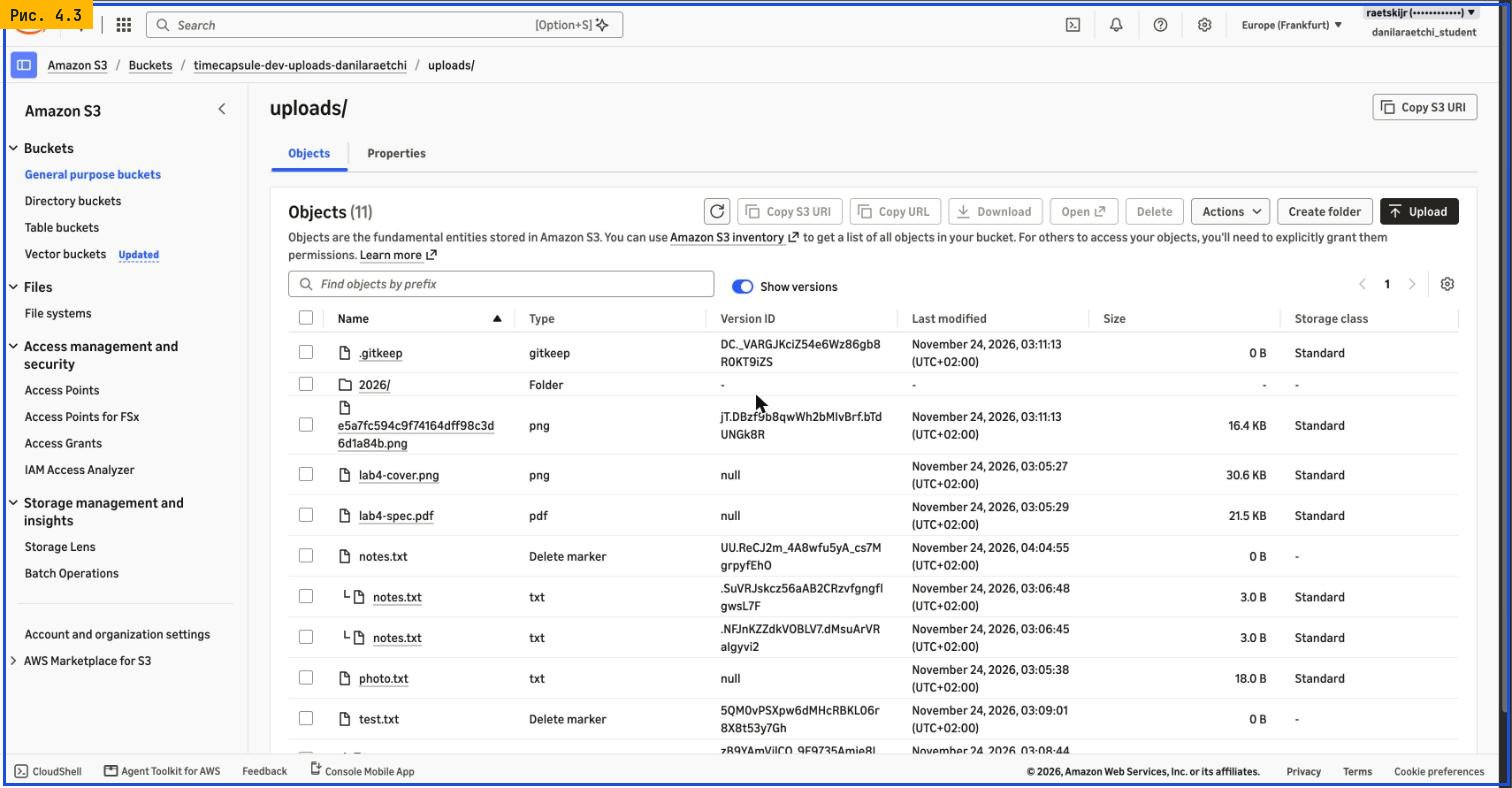 Рис. 4.3
Search
[Option+S]
Europe (Frankfurt)
raetskijr (••••••••••••)
danilaraetchi_student
Amazon S3 / Buckets / timecapsule-dev-uploads-danilaraetchi / uploads/
Amazon S3
Buckets
General purpose buckets
Directory buckets
Table buckets
Vector buckets Updated
Files
File systems
Access management and
security
Access Points
Access Points for FSx
Access Grants
IAM Access Analyzer
Storage management and
insights
Storage Lens
Batch Operations
Account and organization settings
AWS Marketplace for S3
uploads/
Copy S3 URI
Objects Properties
Objects (11)
Copy S3 URI Copy URL Download Open Delete Actions Create folder Upload
Objects are the fundamental entities stored in Amazon S3. You can use Amazon S3 inventory to get a list of all objects in your bucket. For others to access your objects, you'll need to explicitly grant them
permissions. Learn more
Find objects by prefix
Show versions
1
Name Type Version ID Last modified Size Storage class
.gitkeep gitkeep DC._VARGJKciZ54e6Wz86gb8 November 24, 2026, 03:11:13 0 B Standard
R0KT9iZS (UTC+02:00)
2026/ Folder - - - -
e5a7fc594c9f74164dff98c3d png jT.DBzf9b8qwWh2bMIvBrf.bTd November 24, 2026, 03:11:13 16.4 KB Standard
6d1a84b.png UNGk8R (UTC+02:00)
lab4-cover.png png null November 24, 2026, 03:05:27 30.6 KB Standard
(UTC+02:00)
lab4-spec.pdf pdf null November 24, 2026, 03:05:29 21.5 KB Standard
(UTC+02:00)
notes.txt Delete marker UU.ReCJ2m_4A8wfu5yA_cs7M November 24, 2026, 04:04:55 0 B -
grpyfEhO (UTC+02:00)
notes.txt txt .SuVRJskcz56aAB2CRzvfgngfl November 24, 2026, 03:06:48 3.0 B Standard
gwsL7F (UTC+02:00)
notes.txt txt .NFJnKZZdkVOBLV7.dMsuArVR November 24, 2026, 03:06:45 3.0 B Standard
algyvi2 (UTC+02:00)
photo.txt txt null November 24, 2026, 03:05:38 18.0 B Standard
(UTC+02:00)
test.txt Delete marker 5QM0vPSXpw6dMHcRBKL06r November 24, 2026, 03:09:01 0 B -
8X8t53y7Gh (UTC+02:00)
November 24, 2026, 03:08:44
CloudShell Agent Toolkit for AWS Feedback Console Mobile App
© 2026, Amazon Web Services, Inc. or its affiliates. Privacy Terms Cookie preferences